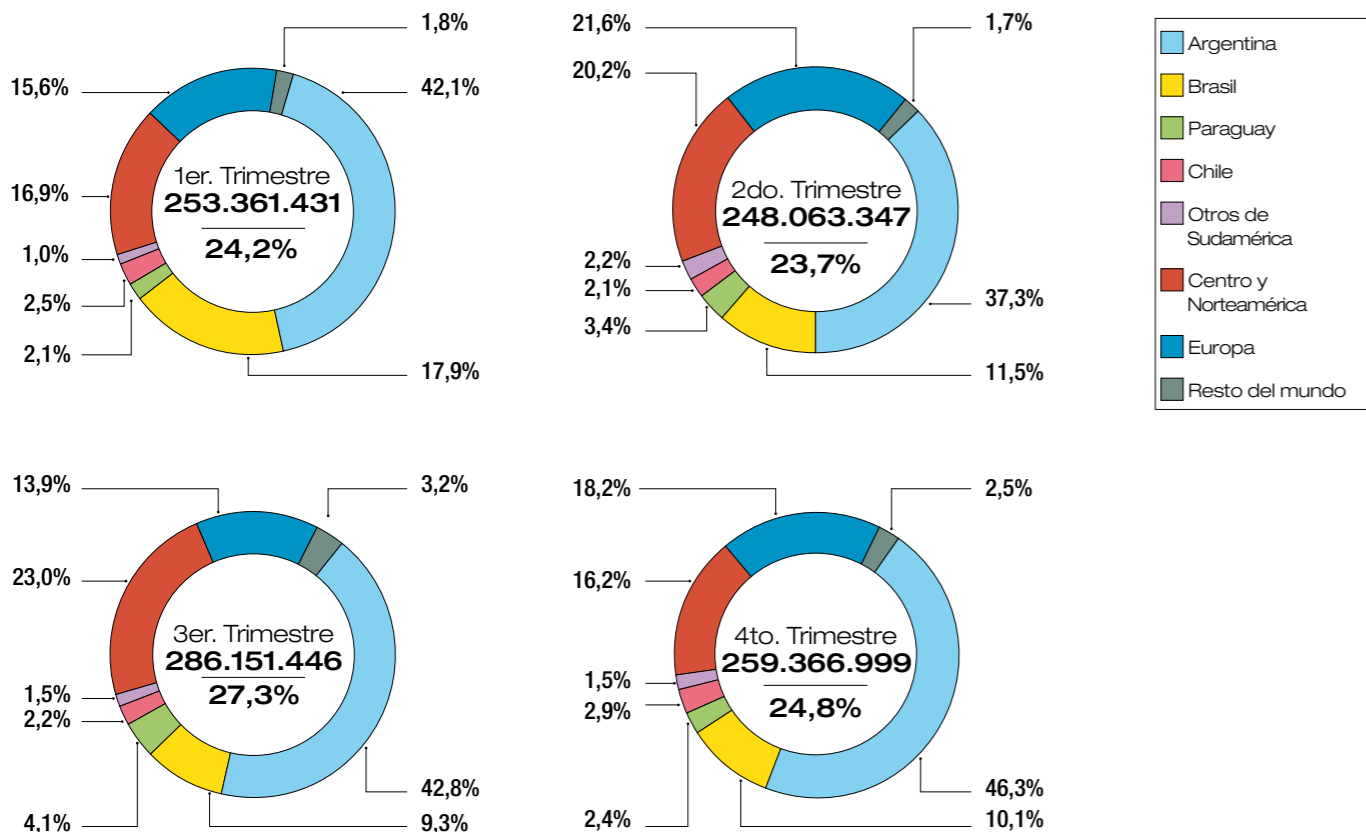 1,8%
15,6%
42,1%
1er. Trimestre
253.361.431
24,2%
16,9%
1,0%
2,5%
2,1%
17,9%
21,6%
1,7%
20,2%
2do. Trimestre
248.063.347
23,7%
2,2%
2,1%
3,4%
37,3%
11,5%
Argentina
Brasil
Paraguay
Chile
Otros de
Sudamérica
Centro y
Norteamérica
Europa
Resto del mundo
13,9%
3,2%
23,0%
3er. Trimestre
286.151.446
27,3%
1,5%
2,2%
42,8%
4,1%
9,3%
18,2%
2,5%
16,2%
4to. Trimestre
259.366.999
24,8%
1,5%
2,9%
46,3%
2,4%
10,1%